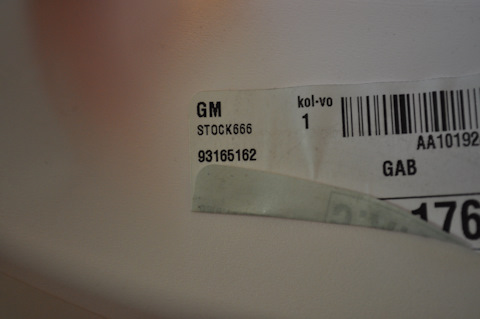 GM kol-vo
STOCK666 1
AA10192
93165162 GAB
176